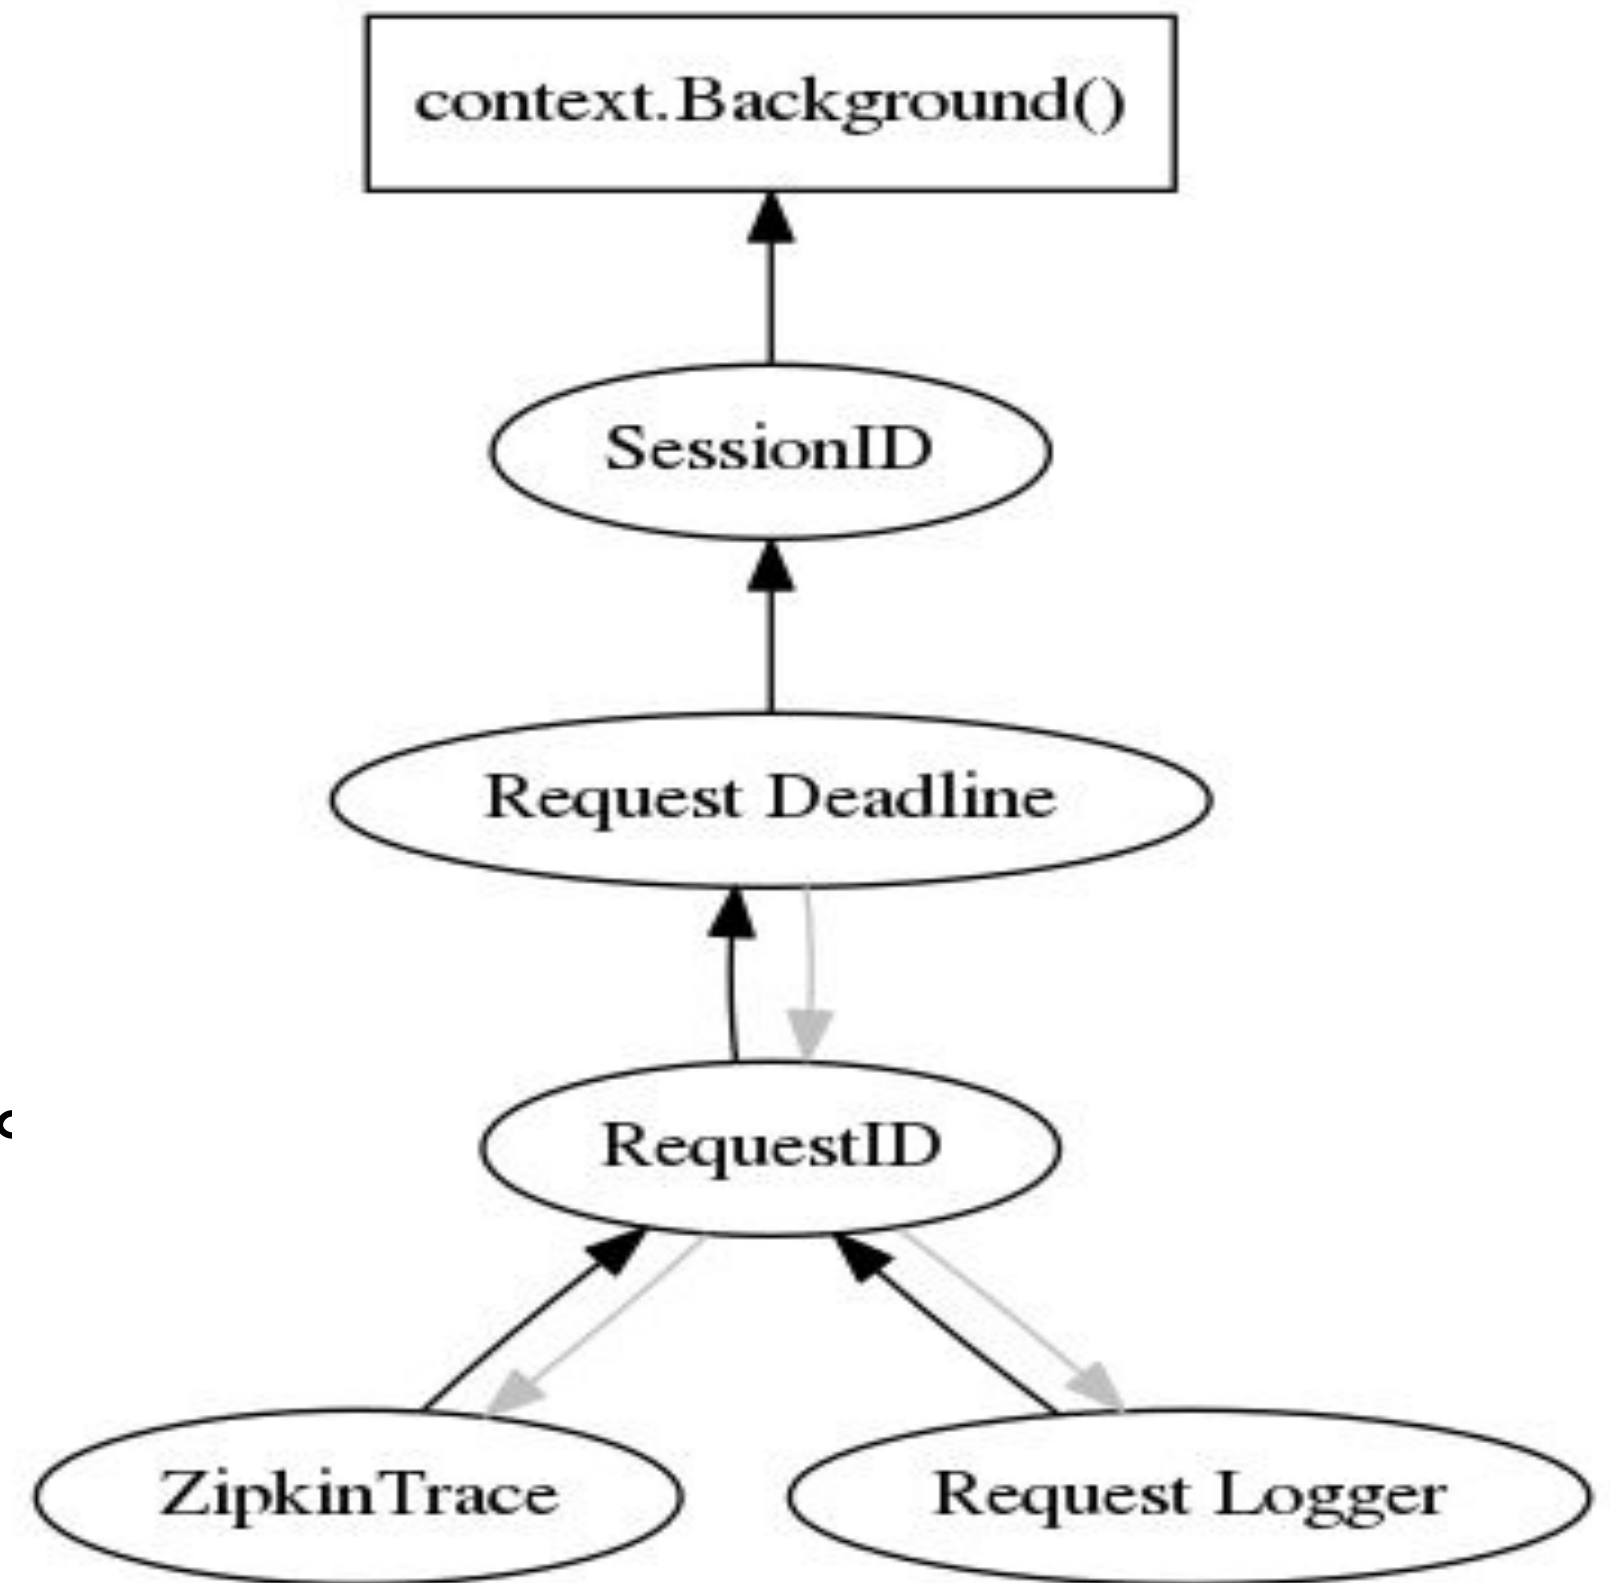 context.Background()
SessionID
Request Deadline
RequestID
ZipkinTrace
Request Logger